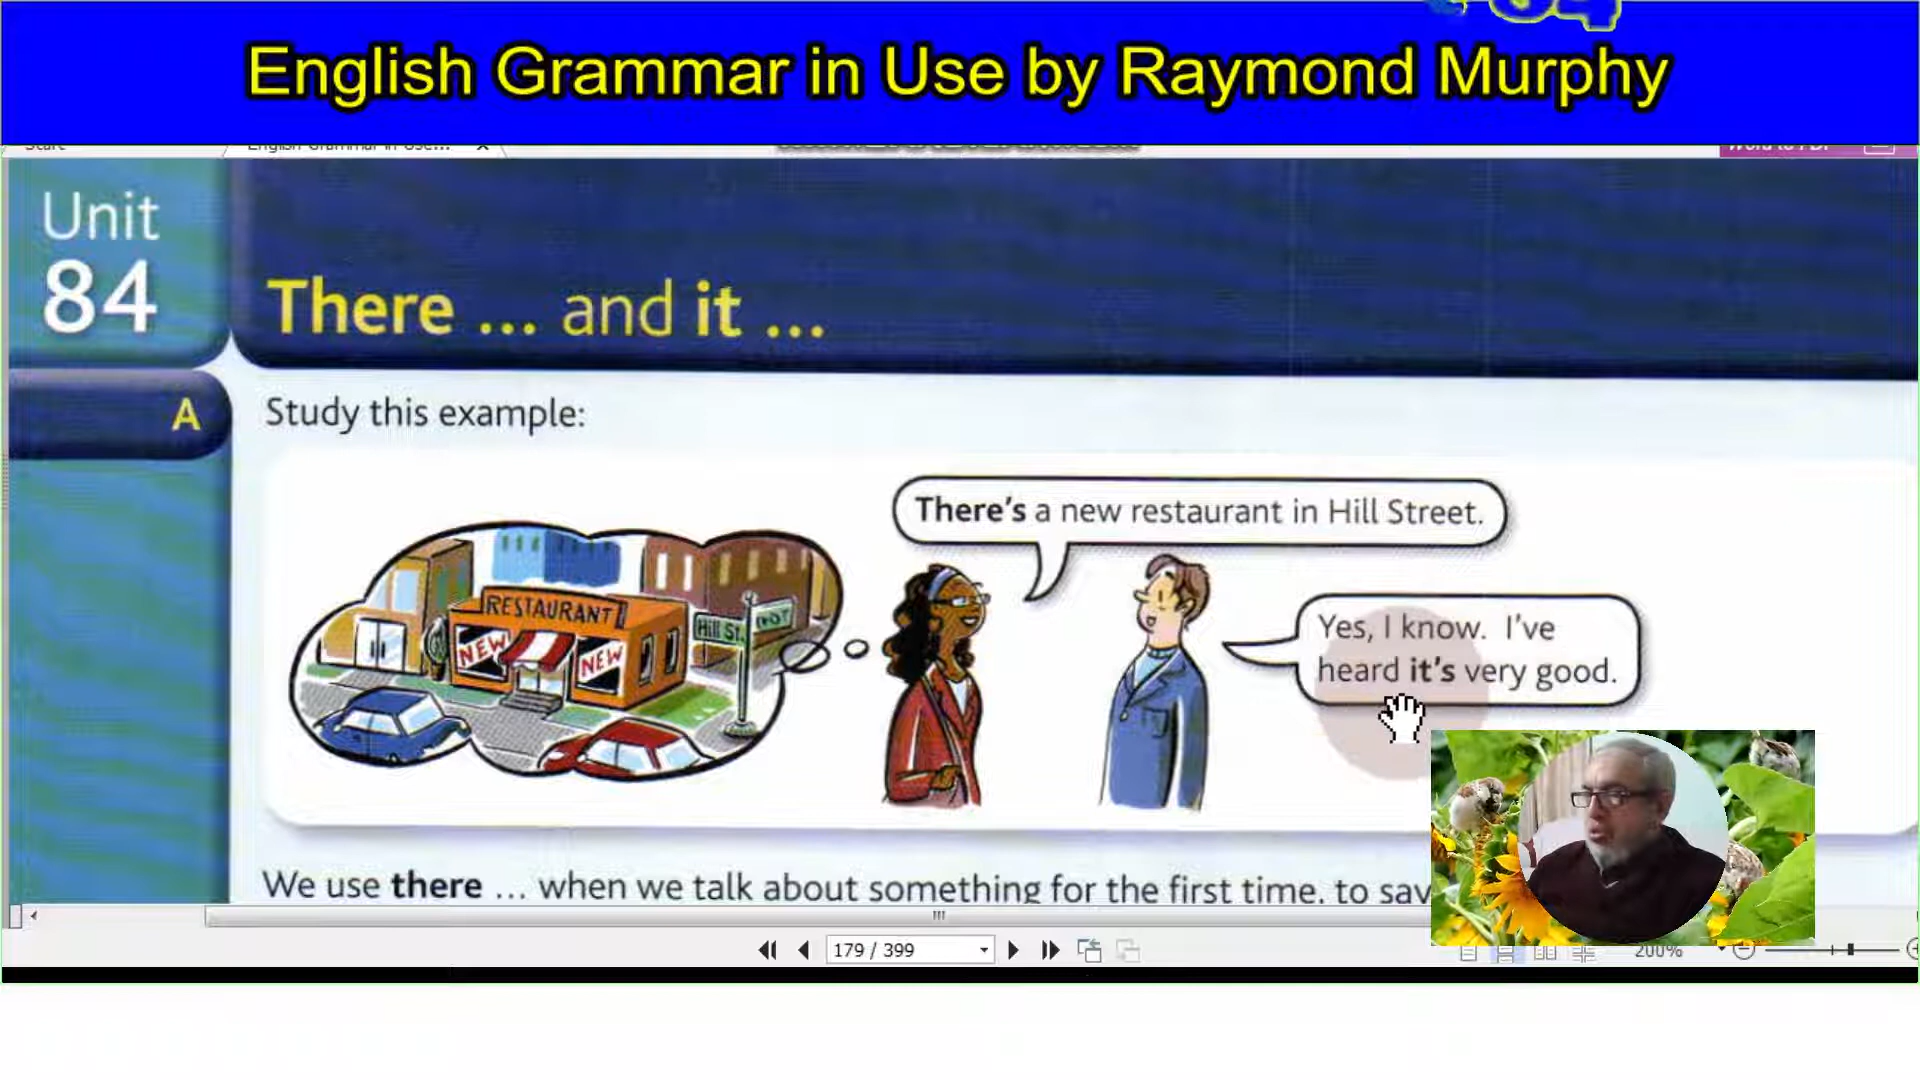 84
English Grammar in Use by Raymond Murphy
Unit
84
There ... and it ...
A
Study this example:
There's a new restaurant in Hill Street.
RESTAURANT
Hill St.
NEW
NEW
Yes, I know. I've
heard it's very good.
We use there ... when we talk about something for the first time, to say
179 / 399
200%